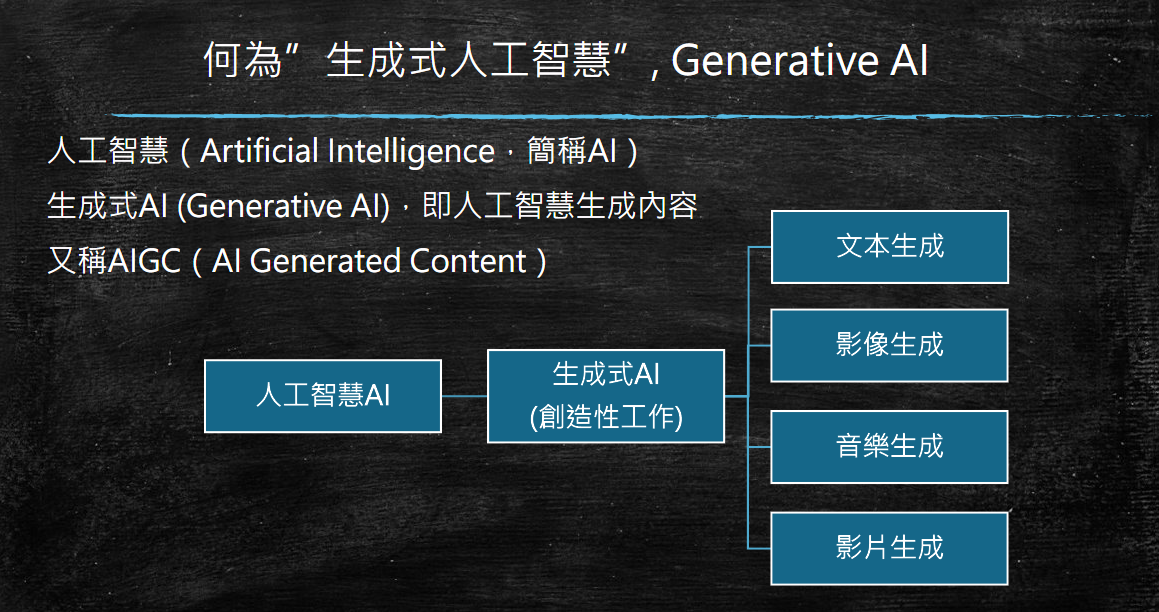 何為”生成式人工智慧”, Generative AI
人工智慧（Artificial Intelligence，簡稱AI）
生成式AI (Generative AI)，即人工智慧生成內容
又稱AIGC（AI Generated Content）
人工智慧AI
生成式AI
(創造性工作)
文本生成
影像生成
音樂生成
影片生成